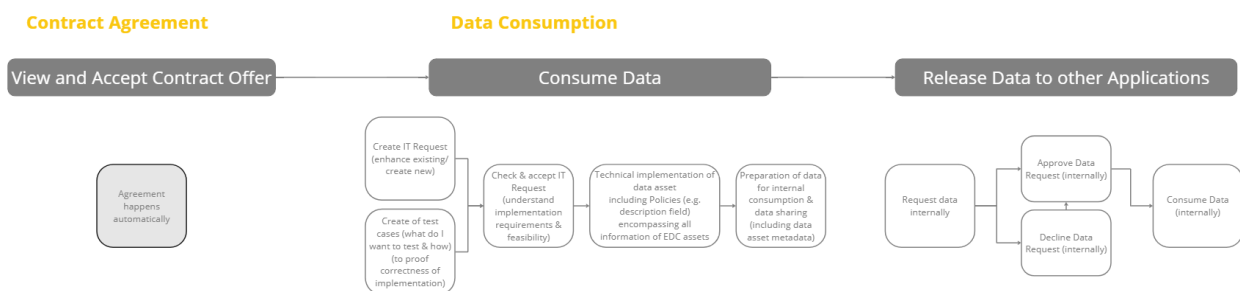 Contract Agreement
Data Consumption
View and Accept Contract Offer
Consume Data
Release Data to other Applications
Agreement
happens
automatically
Create IT Request
(enhance existing/
create new)
Create of test
cases (what do I
want to test & how)
(to proof
correctness of
implementation)
Check & accept IT
Request
(understand
implementation
requirements &
feasibility)
Technical implementation of
data asset
including Policies (e.g.
description field)
encompassing all
information of EDC assets
Preparation of data
for internal
consumption &
data sharing
(including data
asset metadata)
Request data
internally
Approve Data
Request (internally)
Decline Data
Request (internally)
Consume Data
(internally)